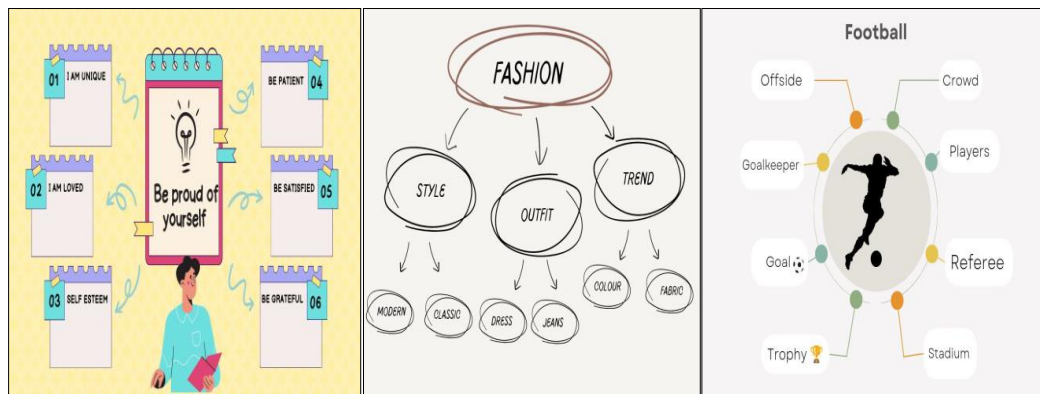 01
I AM UNIQUE
02
I AM LOVED
03
SELF ESTEEM
Be proud of
yourself
BE PATIENT
04
BE SATISFIED
05
BE GRATEFUL
06
FASHION
STYLE
OUTFIT
TREND
MODERN
CLASSIC
DRESS
JEANS
COLOUR
FABRIC
Football
Offside
Crowd
Goalkeeper
Players
Goal
Referee
Trophy
Stadium